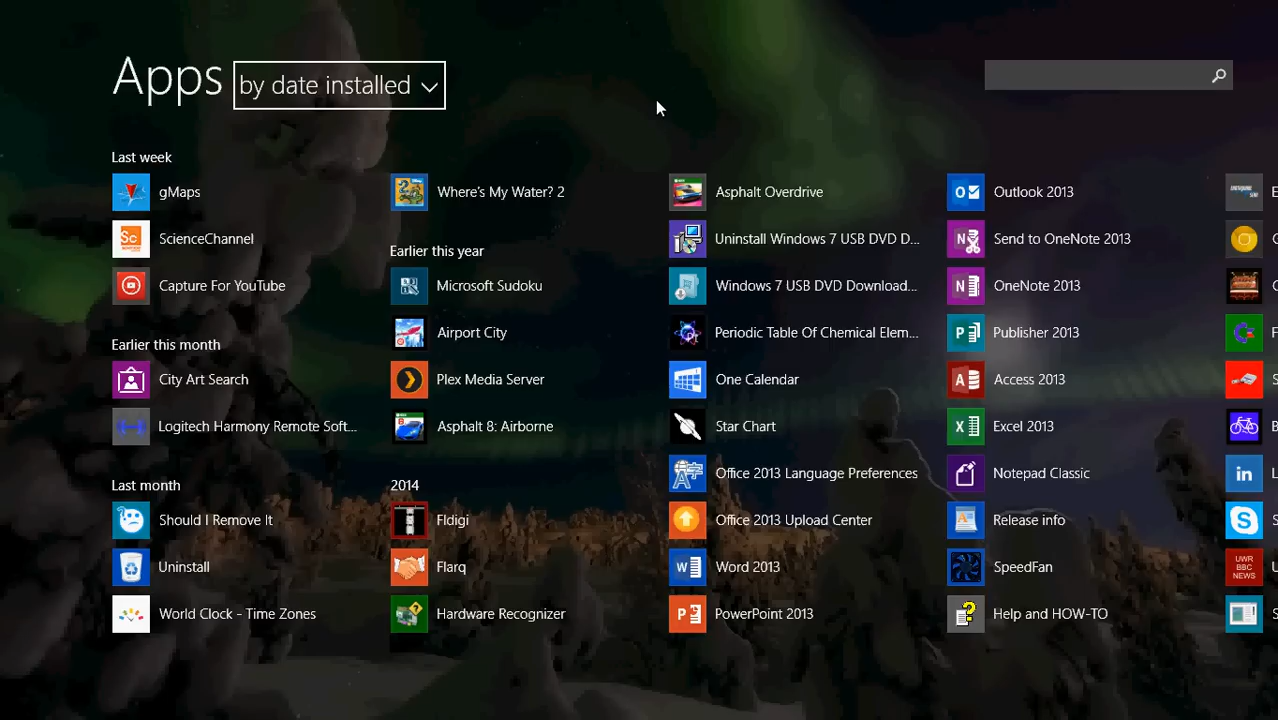 Apps by date installed
Last week
gMaps
ScienceChannel
Capture For YouTube
Earlier this month
City Art Search
Logitech Harmony Remote Soft...
Last month
Should I Remove It
Uninstall
World Clock - Time Zones
Where's My Water? 2
Earlier this year
Microsoft Sudoku
Airport City
Plex Media Server
Asphalt 8: Airborne
2014
Fldigi
Flarq
Hardware Recognizer
Asphalt Overdrive
Uninstall Windows 7 USB DVD D...
Windows 7 USB DVD Download...
Periodic Table Of Chemical Elem...
One Calendar
Star Chart
Office 2013 Language Preferences
Office 2013 Upload Center
Word 2013
PowerPoint 2013
Outlook 2013
Send to OneNote 2013
OneNote 2013
Publisher 2013
Access 2013
Excel 2013
Notepad Classic
Release info
SpeedFan
Help and HOW-TO
UWR
BBC
NEWS